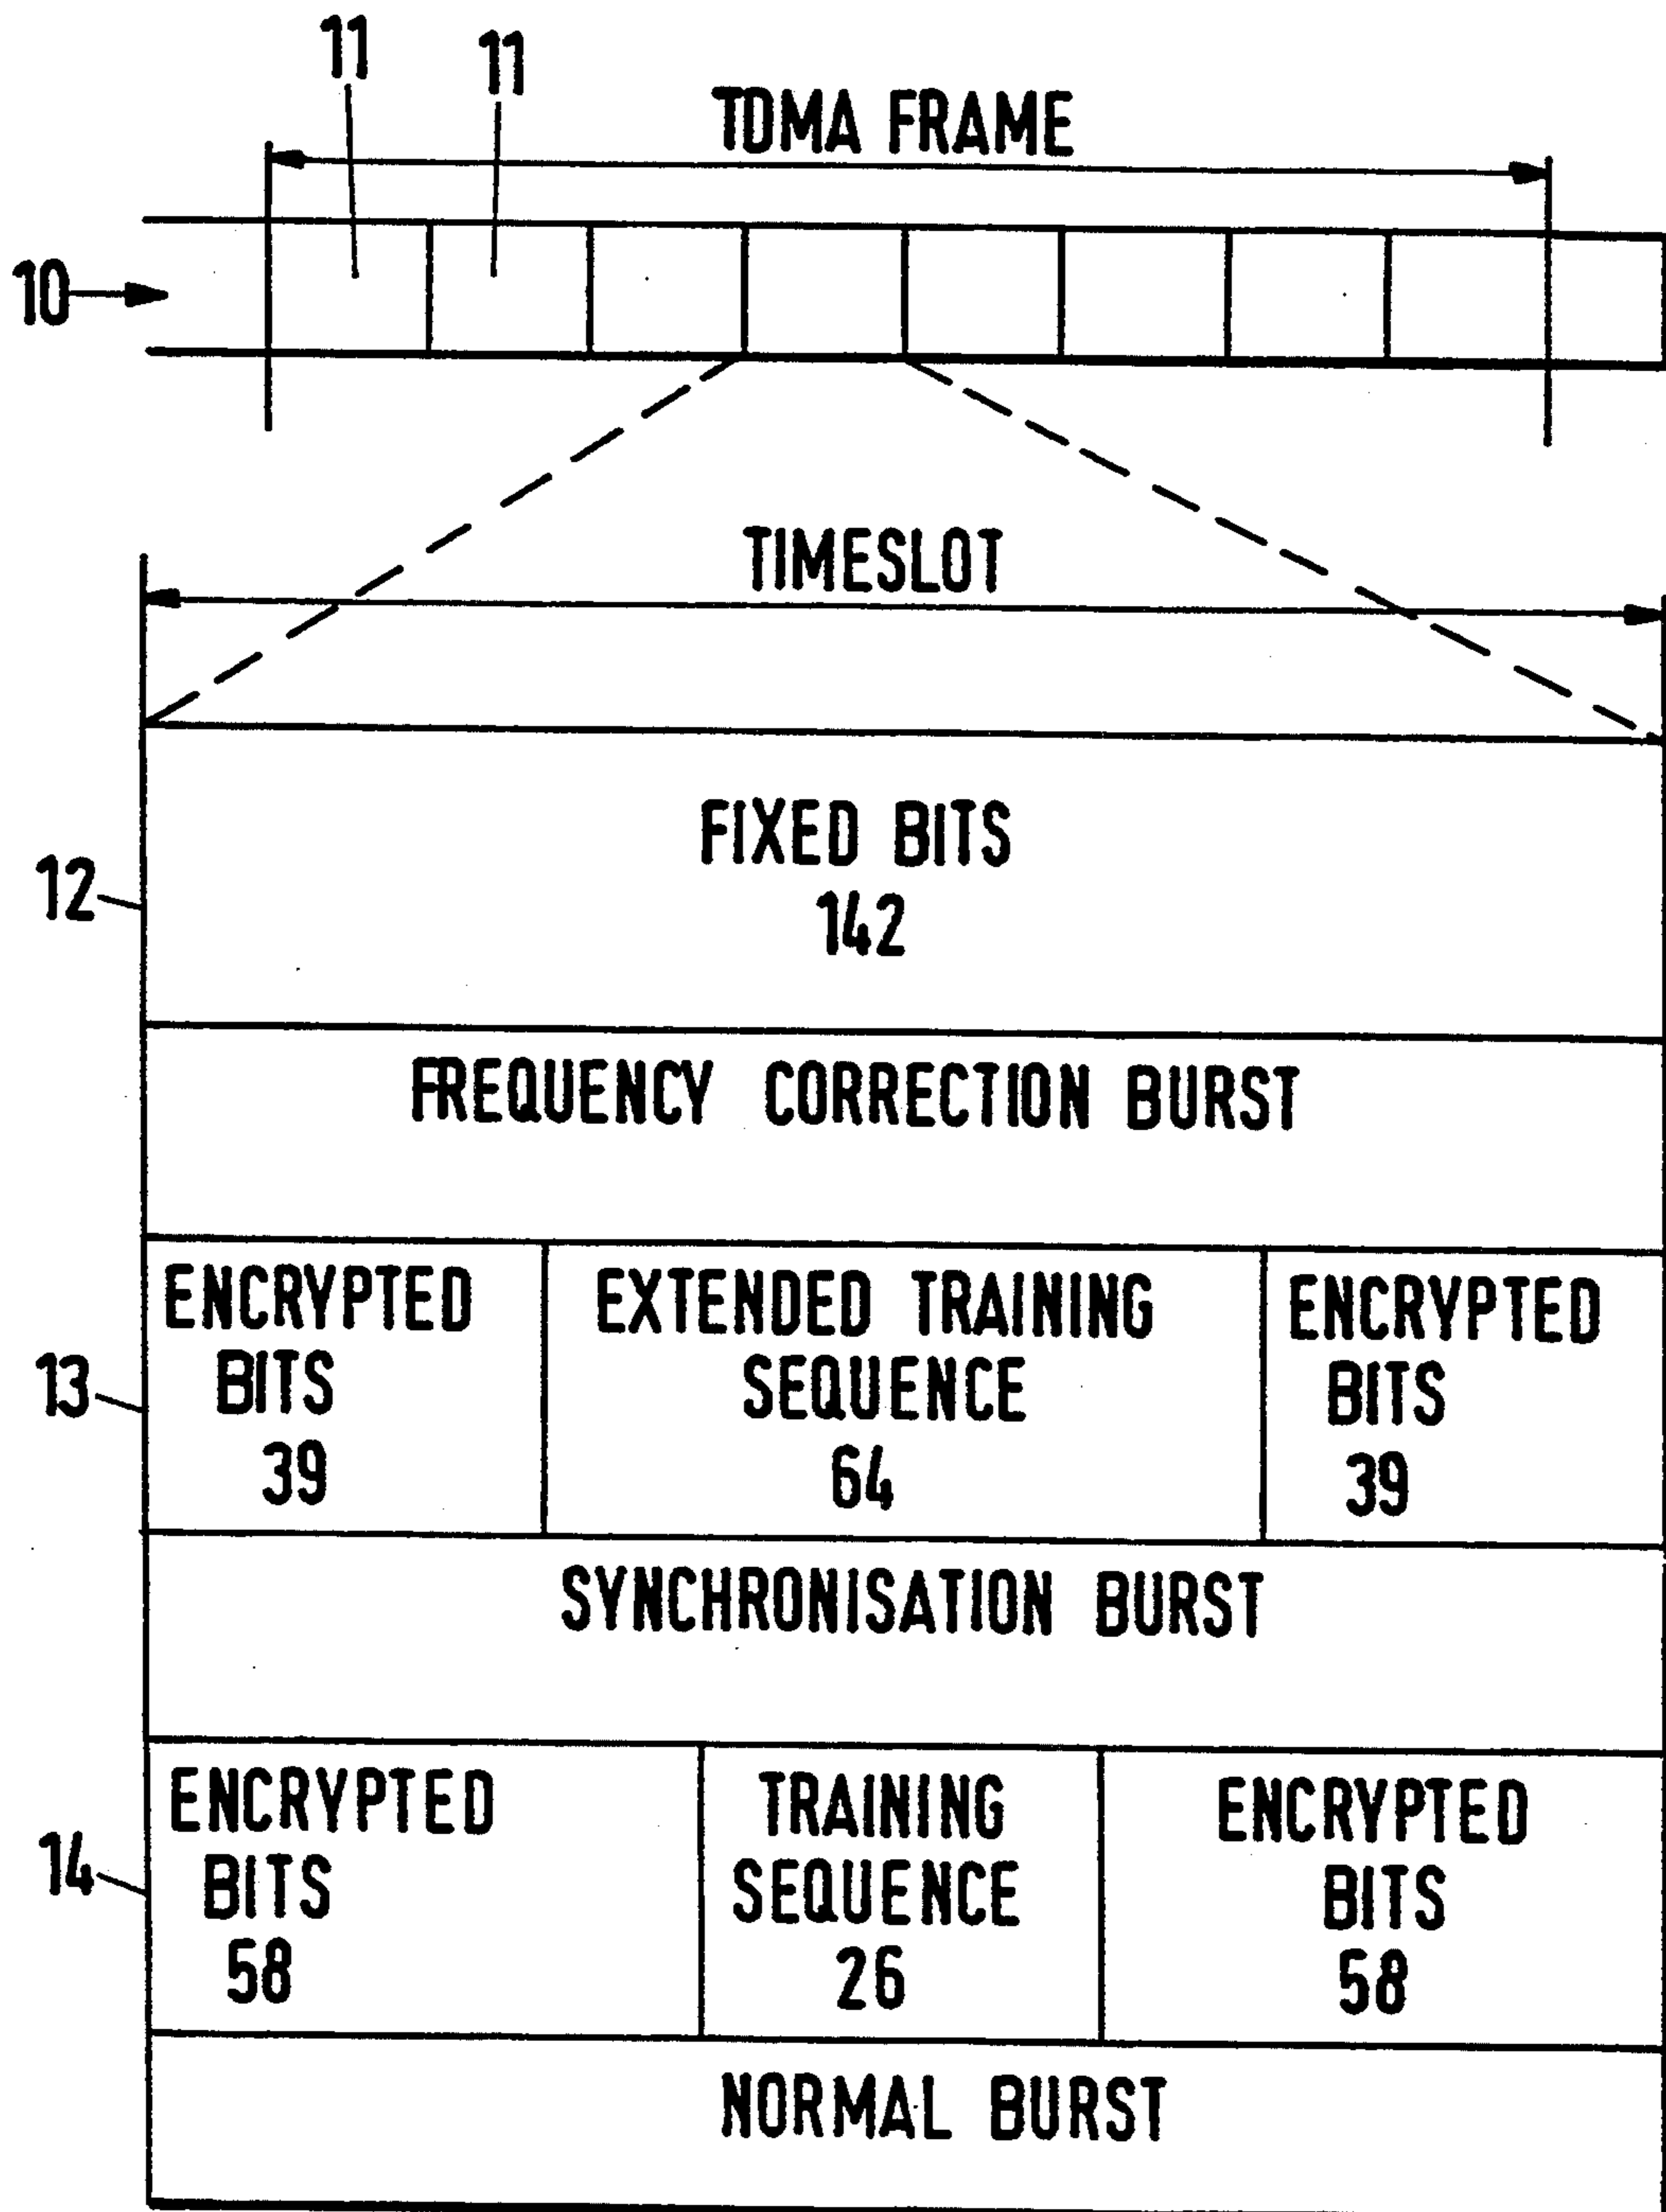 11 11
TDMA FRAME
10
TIMESLOT
FIXED BITS
142
12
FREQUENCY CORRECTION BURST
ENCRYPTED
BITS
39
EXTENDED TRAINING
SEQUENCE
64
ENCRYPTED
BITS
39
13
SYNCHRONISATION BURST
ENCRYPTED
BITS
58
TRAINING
SEQUENCE
26
ENCRYPTED
BITS
58
14
NORMAL BURST